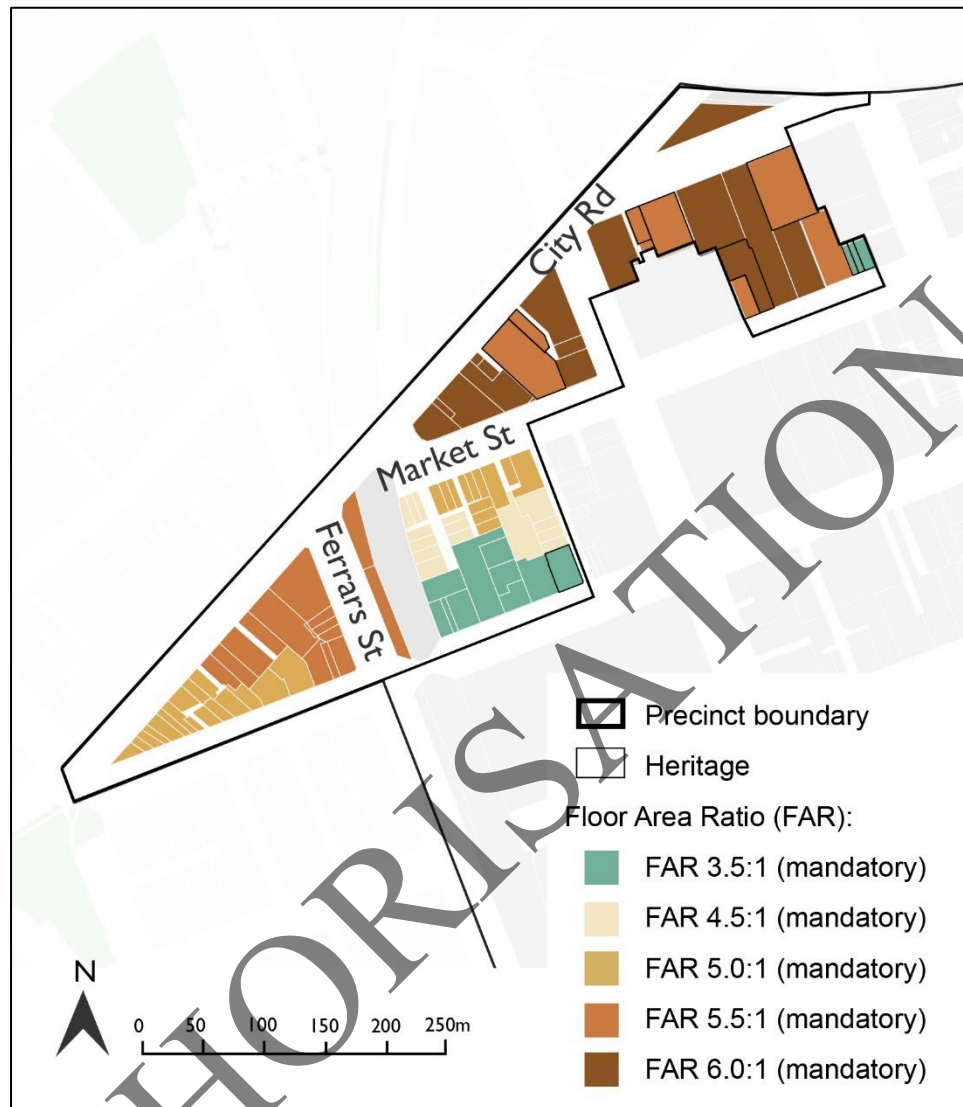 City Rd
Market St
Ferrars St
Precinct boundary
Heritage
Floor Area Ratio (FAR):
FAR 3.5:1 (mandatory)
FAR 4.5:1 (mandatory)
FAR 5.0:1 (mandatory)
FAR 5.5:1 (mandatory)
FAR 6.0:1 (mandatory)
N
0 50 100 150 200 250m
HORISATION